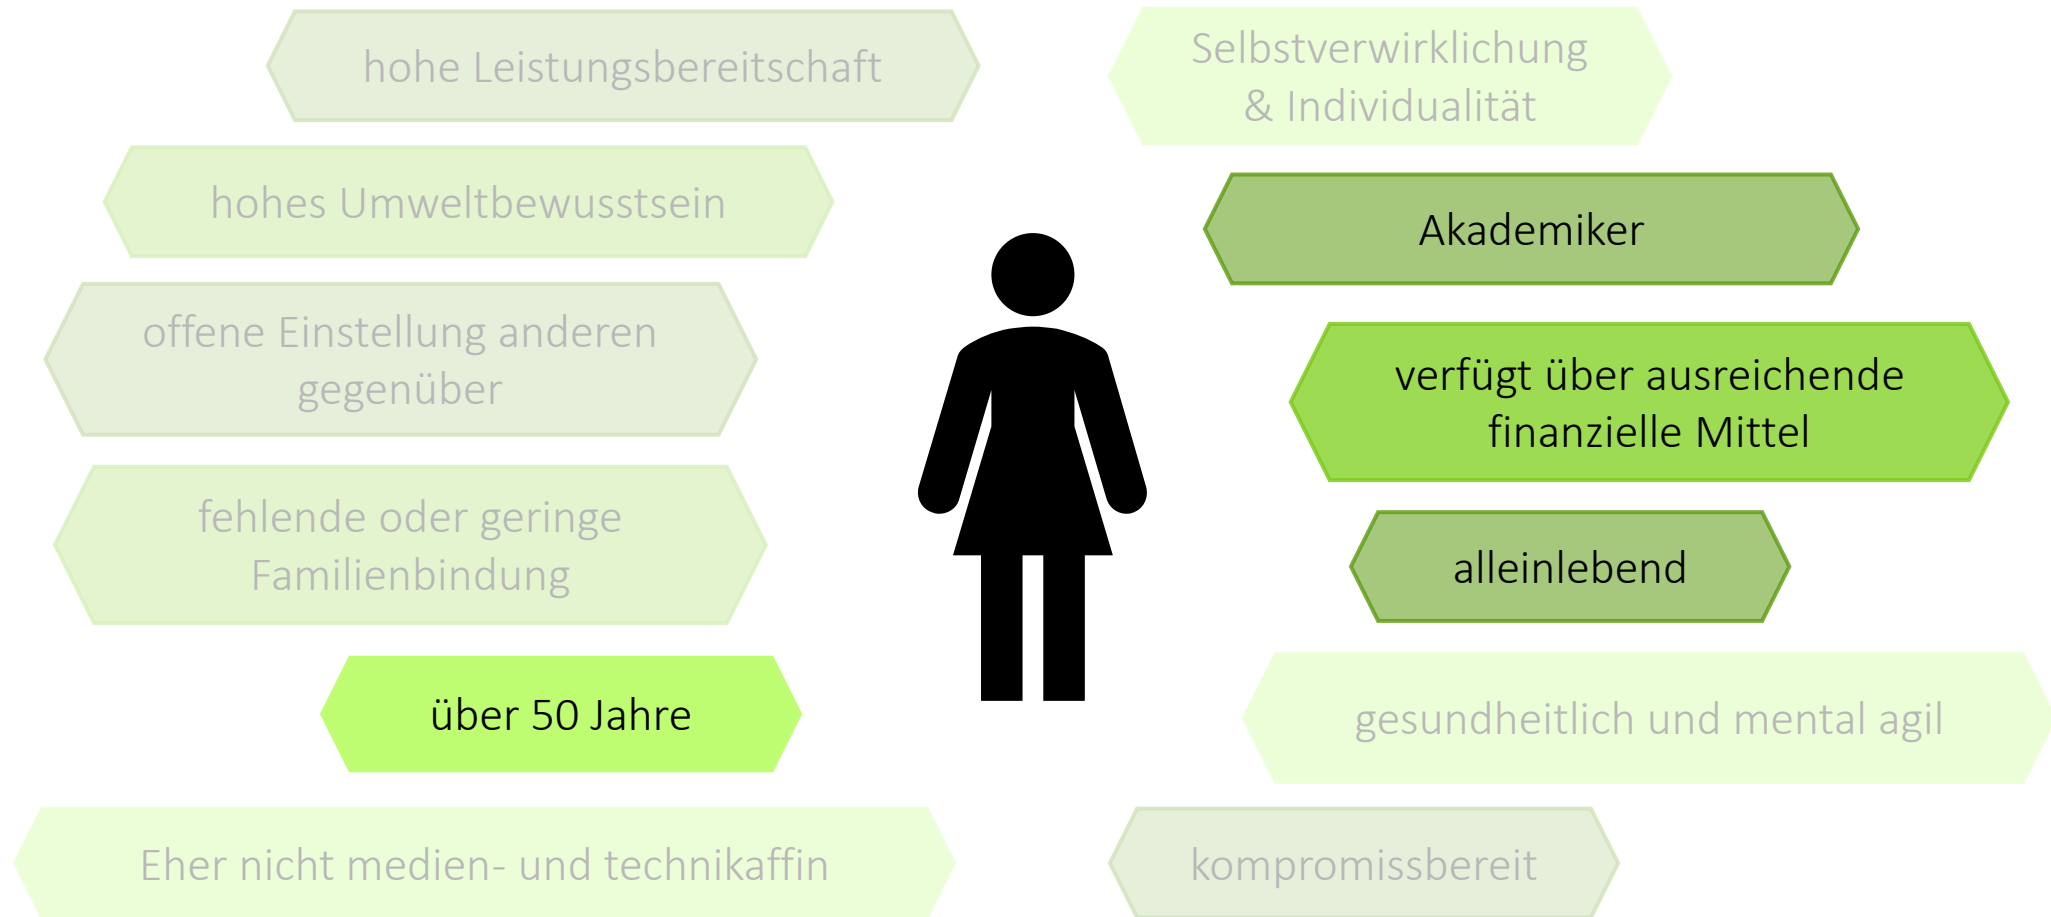 hohe Leistungsbereitschaft
Selbstverwirklichung
& Individualität
hohes Umweltbewusstsein
Akademiker
offene Einstellung anderen
gegenüber
verfügt über ausreichende
finanzielle Mittel
fehlende oder geringe
Familienbindung
alleinlebend
über 50 Jahre
gesundheitlich und mental agil
Eher nicht medien- und technikaffin
kompromissbereit